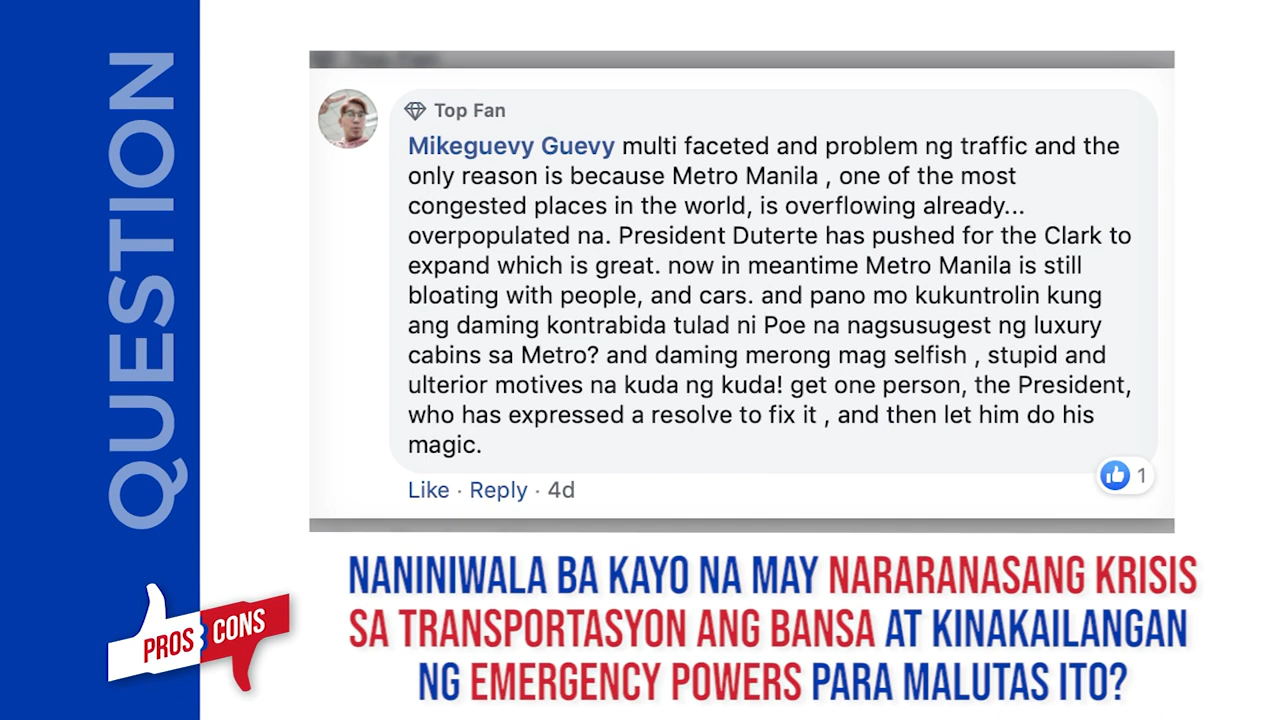 QUESTION
Top Fan
Mikeguevy Guevy multi faceted and problem ng traffic and the
only reason is because Metro Manila , one of the most
congested places in the world, is overflowing already...
overpopulated na. President Duterte has pushed for the Clark to
expand which is great. now in meantime Metro Manila is still
bloating with people, and cars. and pano mo kukuntrolin kung
ang daming kontrabida tulad ni Poe na nagsusugest ng luxury
cabins sa Metro? and daming merong mag selfish , stupid and
ulterior motives na kuda ng kuda! get one person, the President,
who has expressed a resolve to fix it , and then let him do his
magic.
Like · Reply · 4d
1
PROS CONS
NANINIWALA BA KAYO NA MAY NARARANASANG KRISIS
SA TRANSPORTASYON ANG BANSA AT KINAKAILANGAN
NG EMERGENCY POWERS PARA MALUTAS ITO?